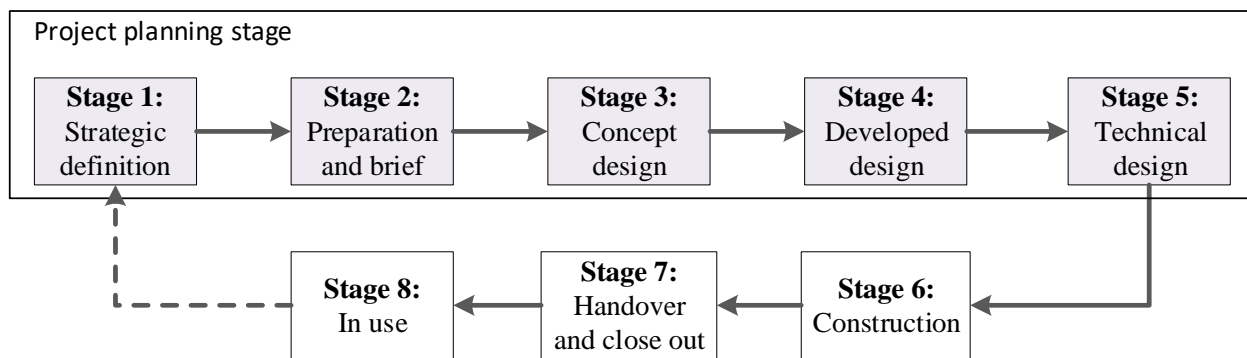 Project planning stage
Stage 1:
Strategic
definition
Stage 2:
Preparation
and brief
Stage 3:
Concept
design
Stage 4:
Developed
design
Stage 5:
Technical
design
Stage 8:
In use
Stage 7:
Handover
and close out
Stage 6:
Construction